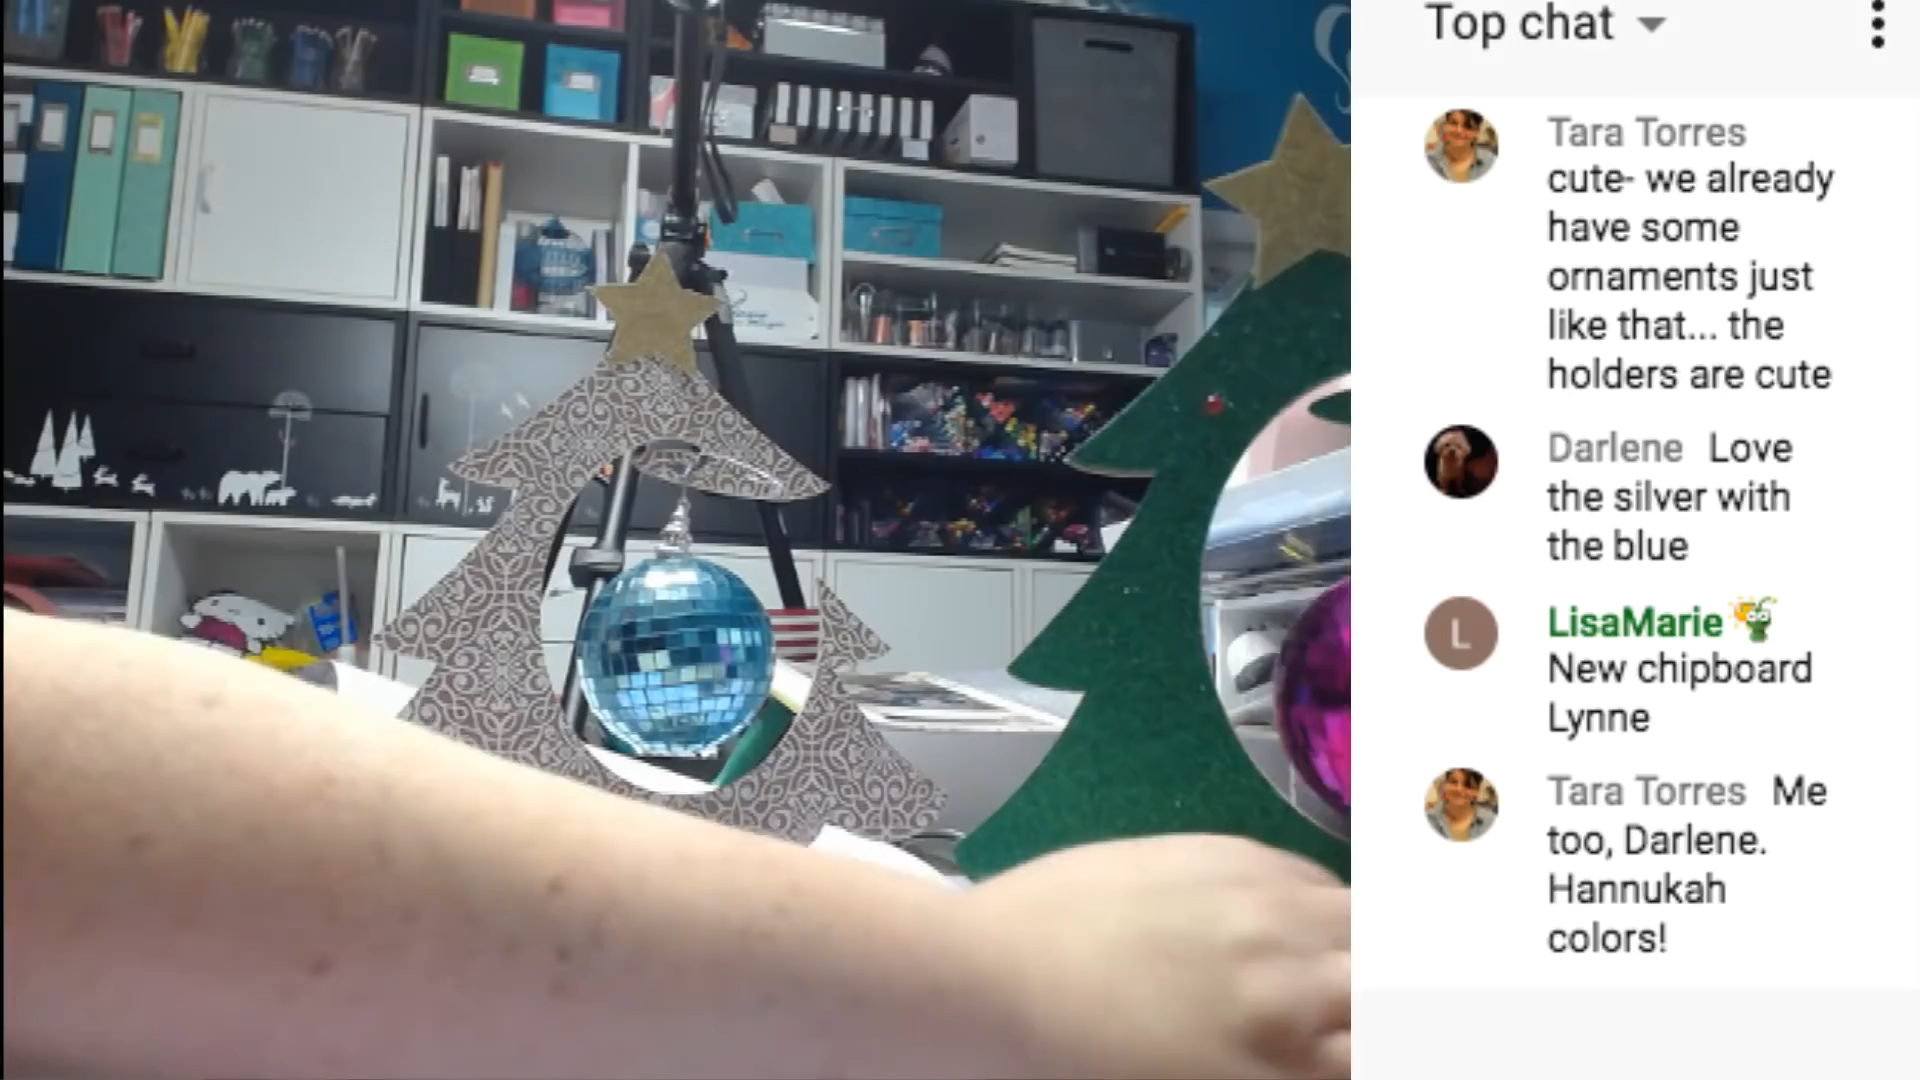 Top chat
Tara Torres
cute- we already
have some
ornaments just
like that... the
holders are cute
Darlene Love
the silver with
the blue
LisaMarie
New chipboard
Lynne
L
Tara Torres Me
too, Darlene.
Hannukah
colors!